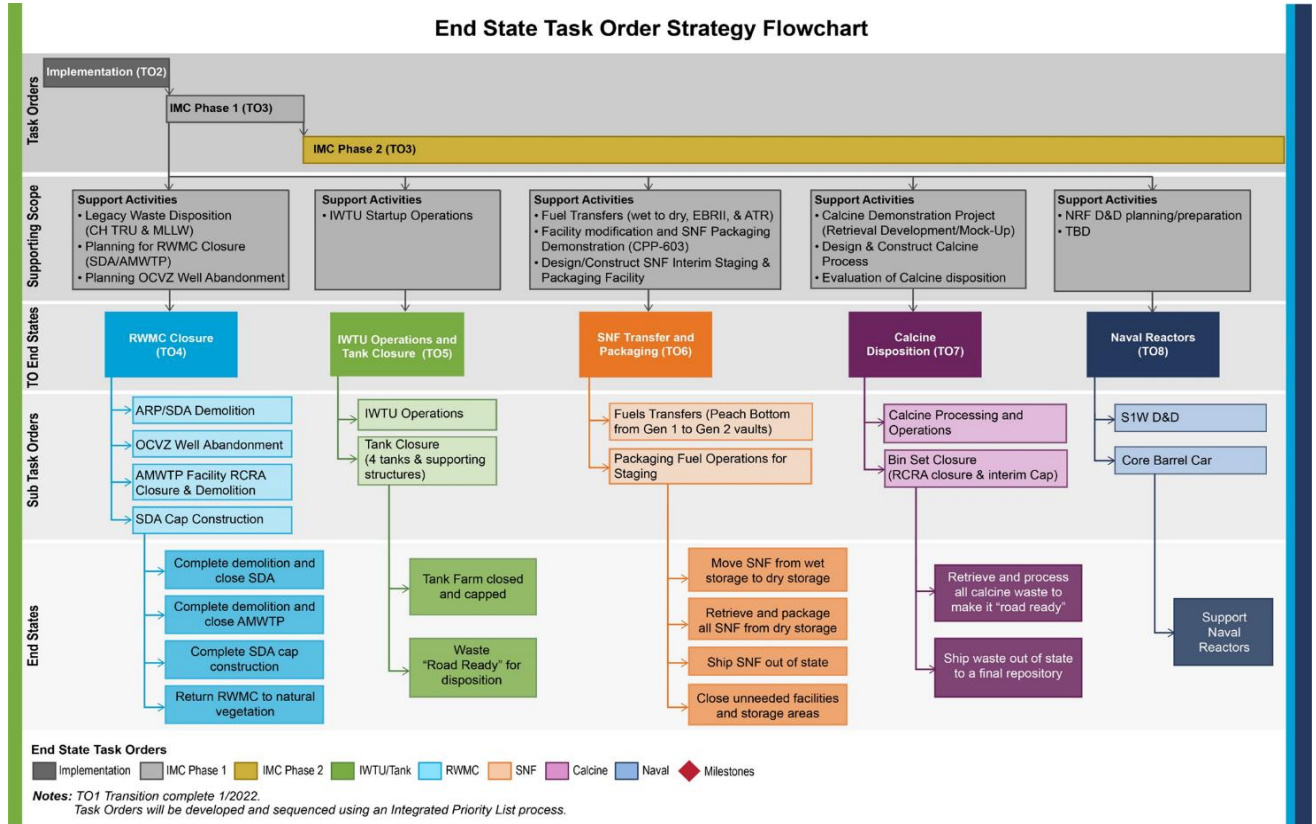 End State Task Order Strategy Flowchart
Task Orders
Implementation (TO2)
IMC Phase 1 (TO3)
IMC Phase 2 (TO3)
Supporting Scope
Support Activities
• Legacy Waste Disposition
(CH TRU & MLLW)
• Planning for RWMC Closure
(SDA/AMWTP)
• Planning OCVZ Well Abandonment
Support Activities
• IWTU Startup Operations
Support Activities
• Fuel Transfers (wet to dry, EBRII, & ATR)
• Facility modification and SNF Packaging
Demonstration (CPP-603)
• Design/Construct SNF Interim Staging &
Packaging Facility
Support Activities
• Calcine Demonstration Project
(Retrieval Development/Mock-Up)
• Design & Construct Calcine
Process
• Evaluation of Calcine disposition
Support Activities
• NRF D&D planning/preparation
• TBD
TO End States
RWMC Closure
(TO4)
IWTU Operations and
Tank Closure (TO5)
SNF Transfer and
Packaging (TO6)
Calcine
Disposition (TO7)
Naval Reactors
(TO8)
Sub Task Orders
ARP/SDA Demolition
OCVZ Well Abandonment
AMWTP Facility RCRA
Closure & Demolition
SDA Cap Construction
IWTU Operations
Tank Closure
(4 tanks & supporting
structures)
Fuels Transfers (Peach Bottom
from Gen 1 to Gen 2 vaults)
Packaging Fuel Operations for
Staging
Calcine Processing and
Operations
Bin Set Closure
(RCRA closure & interim Cap)
S1W D&D
Core Barrel Car
End States
Complete demolition and
close SDA
Complete demolition and
close AMWTP
Complete SDA cap
construction
Return RWMC to natural
vegetation
Tank Farm closed
and capped
Waste
“Road Ready” for
disposition
Move SNF from wet
storage to dry storage
Retrieve and package
all SNF from dry storage
Ship SNF out of state
Close unneeded facilities
and storage areas
Retrieve and process
all calcine waste to
make it “road ready”
Ship waste out of state
to a final repository
Support
Naval
Reactors
End State Task Orders
Implementation
IMC Phase 1
IMC Phase 2
IWTU/Tank
RWMC
SNF
Calcine
Naval
Milestones
Notes: TO1 Transition complete 1/2022.
Task Orders will be developed and sequenced using an Integrated Priority List process.